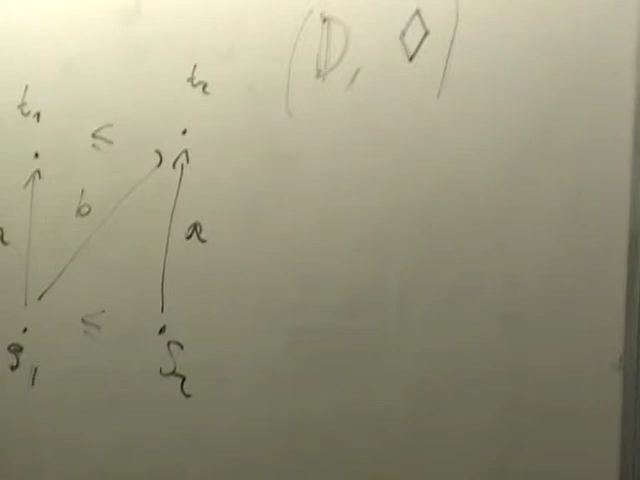 (𝔻, ◊)
t₁ ≤ t₂
b
a
s₁ ≤ s₂